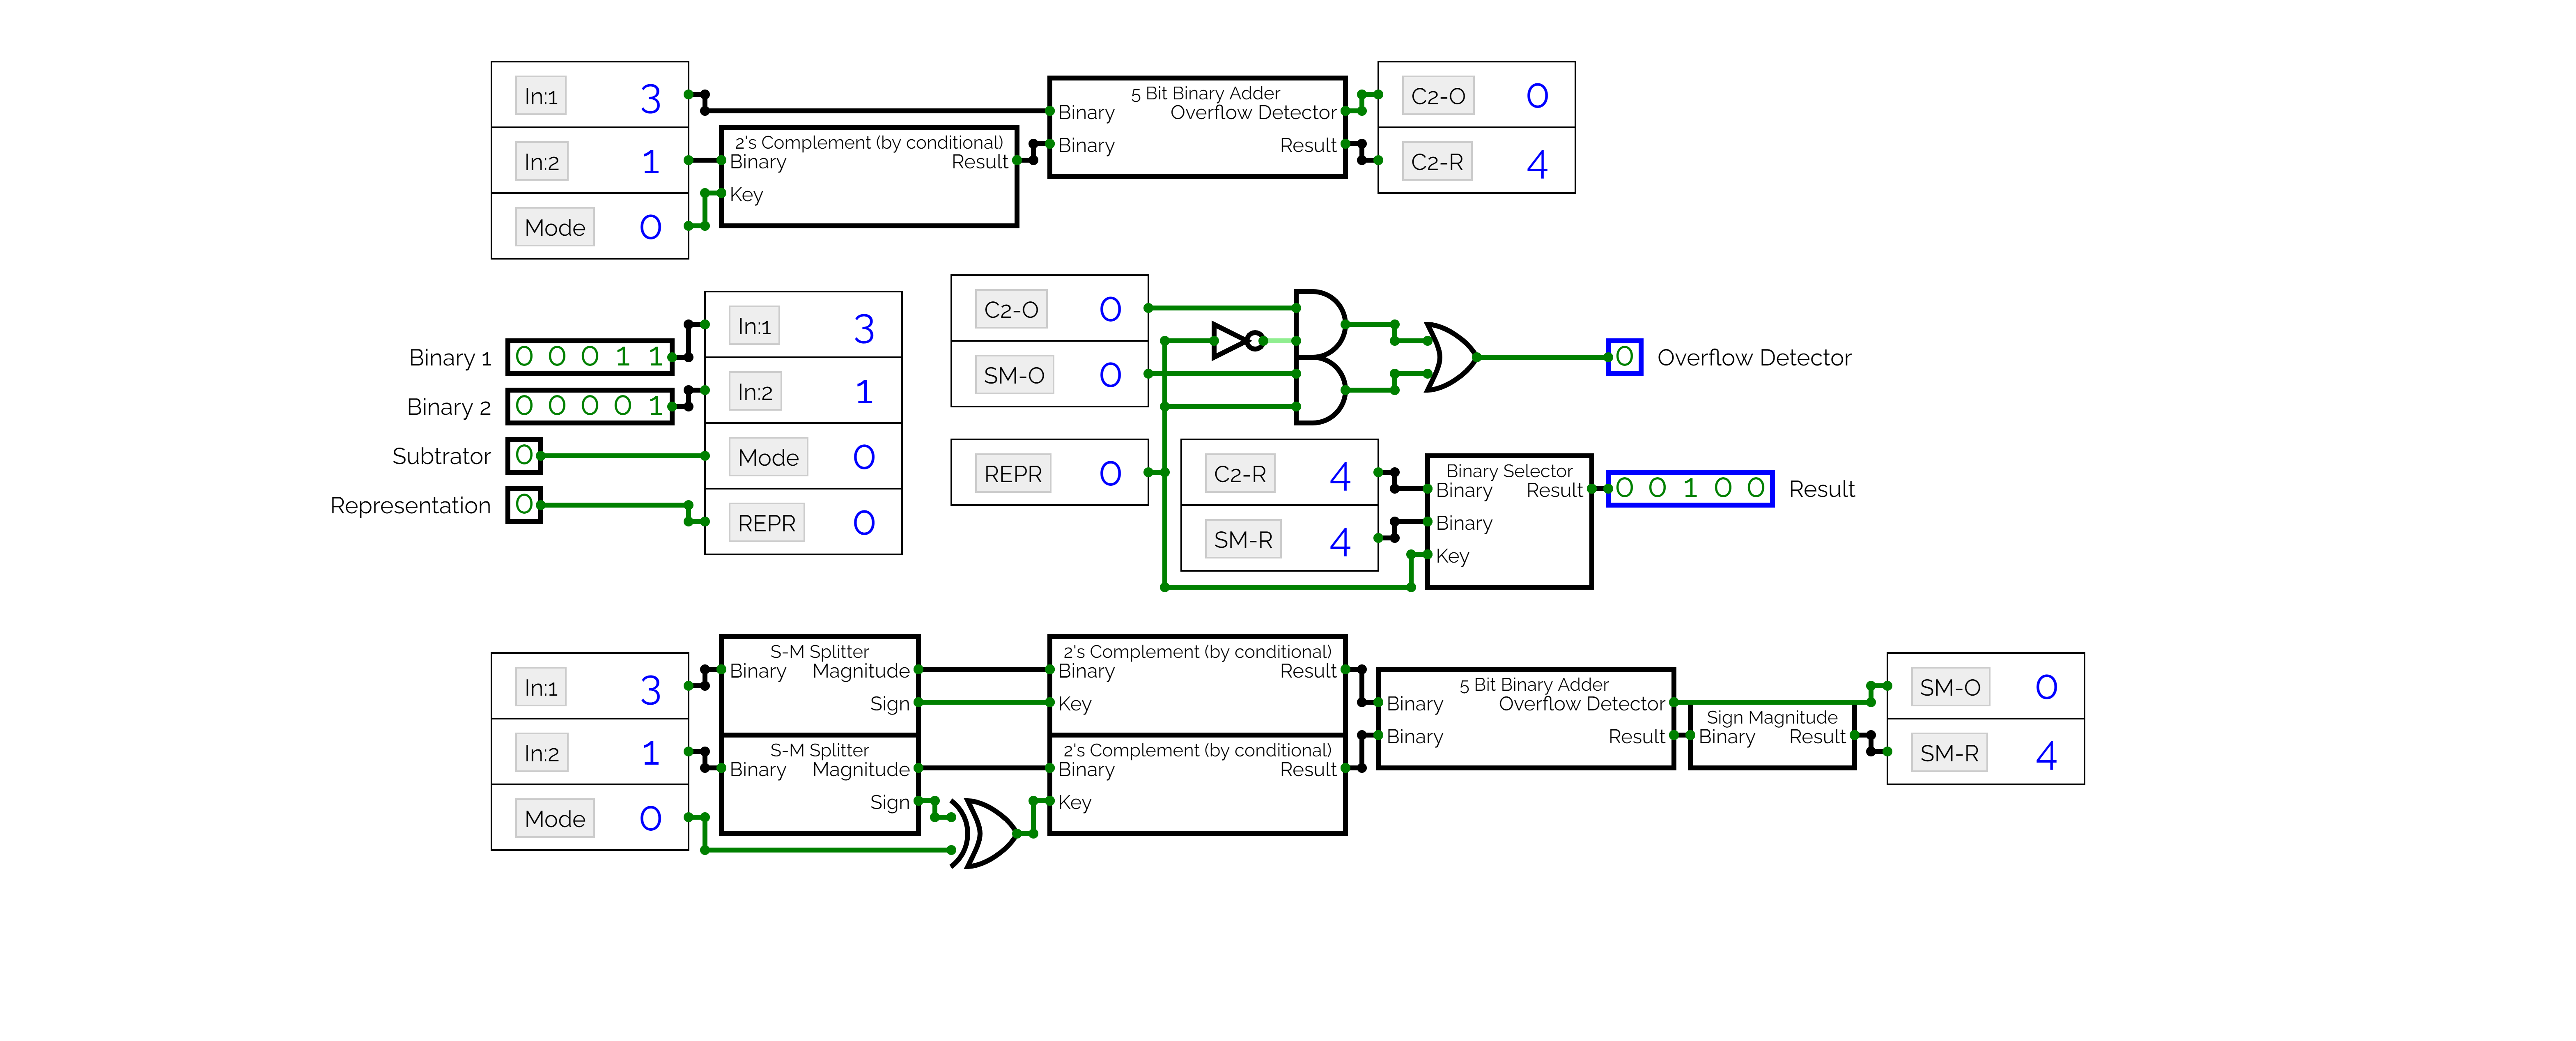 In:1 3
In:2 1
Mode 0
2's Complement (by conditional)
Binary Result
Key
5 Bit Binary Adder
Binary Overflow Detector
Binary Result
C2-O 0
C2-R 4
Binary 1 0 0 0 1 1
Binary 2 0 0 0 0 1
Subtrator 0
Representation 0
In:1 3
In:2 1
Mode 0
REPR 0
C2-O 0
SM-O 0
REPR 0
0 Overflow Detector
C2-R 4
SM-R 4
Binary Selector
Binary Result
Binary
Key
0 0 1 0 0 Result
In:1 3
In:2 1
Mode 0
S-M Splitter
Binary Magnitude
Sign
S-M Splitter
Binary Magnitude
Sign
2's Complement (by conditional)
Binary Result
Key
2's Complement (by conditional)
Binary Result
Key
5 Bit Binary Adder
Binary Overflow Detector
Binary Result
Sign Magnitude
Binary Result
SM-O 0
SM-R 4